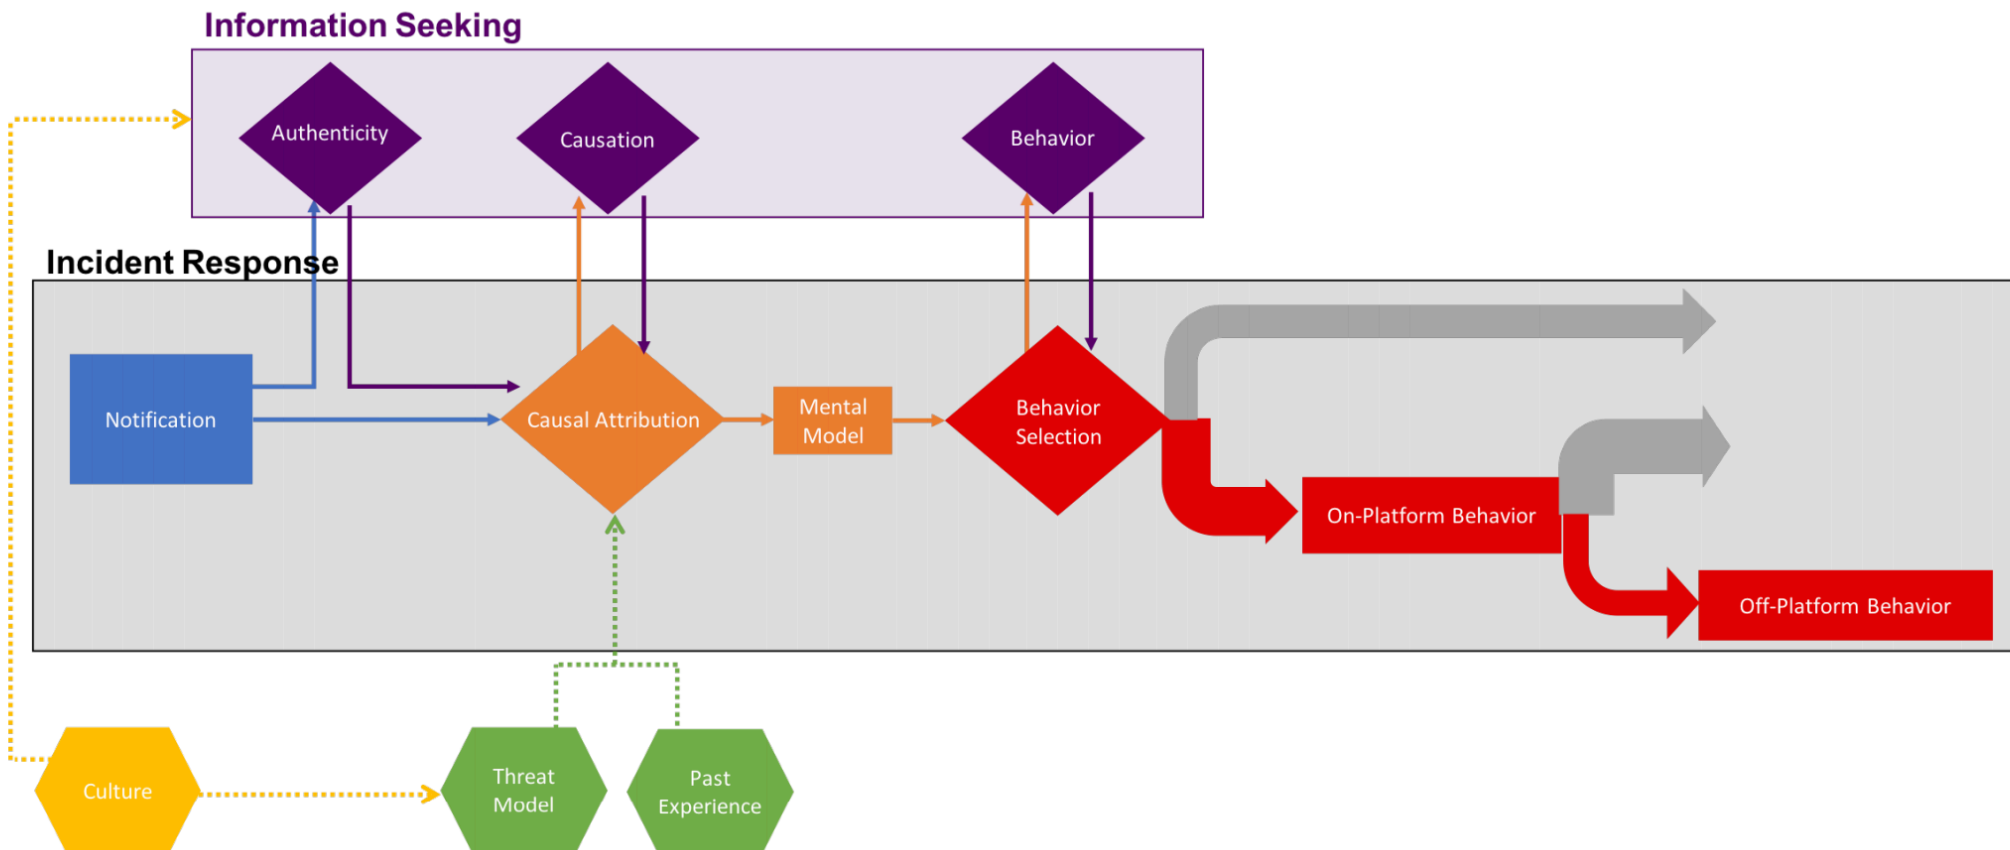 Information Seeking
Authenticity
Causation
Behavior
Incident Response
Notification
Causal Attribution
Mental
Model
Behavior
Selection
On-Platform Behavior
Off-Platform Behavior
Culture
Threat
Model
Past
Experience